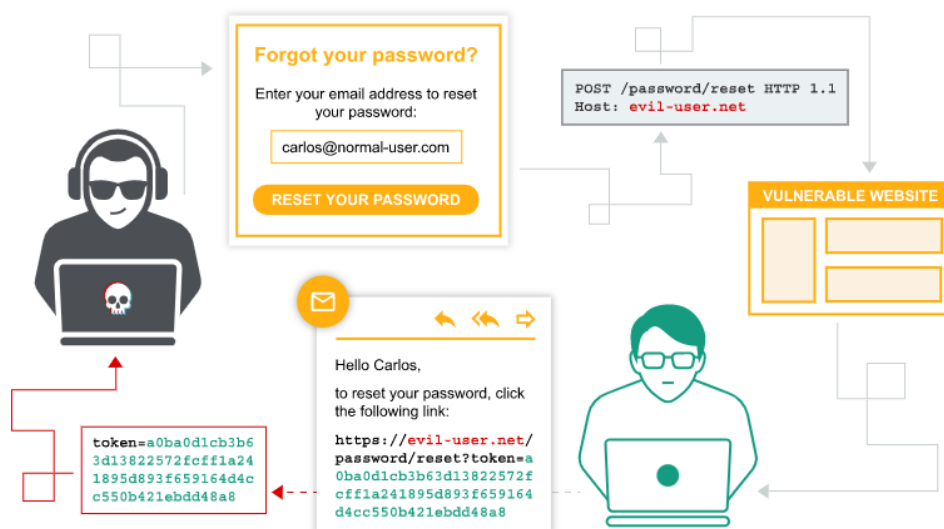 Forgot your password?
Enter your email address to reset
your password:
carlos@normal-user.com
RESET YOUR PASSWORD
POST /password/reset HTTP 1.1
Host: evil-user.net
VULNERABLE WEBSITE
Hello Carlos,
to reset your password, click
the following link:
https://evil-user.net/
password/reset?token=a
0ba0d1cb3b63d13822572f
cff1a241895d893f659164
d4cc550b421ebdd48a8
token=a0ba0d1cb3b6
3d13822572fcff1a24
1895d893f659164d4c
c550b421ebdd48a8